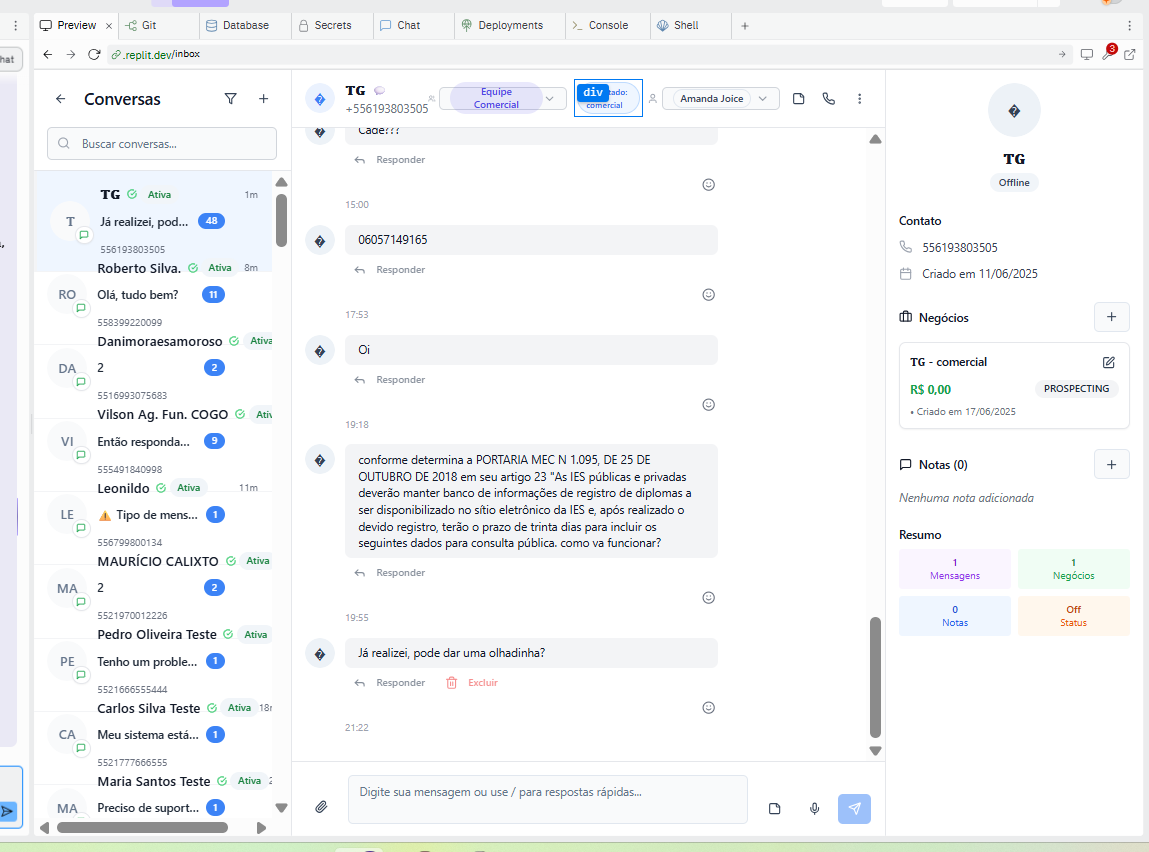 Preview
Git
Database
Secrets
Chat
Deployments
Console
Shell
hat
.replit.dev/inbox
3
Conversas
Buscar conversas...
TG
Ativa
1m
T
Já realizei, pod...
48
556193803505
Roberto Silva.
Ativa
8m
RO
Olá, tudo bem?
11
558399220099
Danimoraesamoroso
Ativa
DA
2
2
5516993075683
Vilson Ag. Fun. COGO
Ativ
VI
Então responda...
9
555491840998
Leonildo
Ativa
11m
LE
⚠ Tipo de mens...
1
556799800134
MAURÍCIO CALIXTO
Ativa
MA
2
2
5521970012226
Pedro Oliveira Teste
Ativa
PE
Tenho um proble...
1
5521666555444
Carlos Silva Teste
Ativa
18m
CA
Meu sistema está...
1
5521777666555
Maria Santos Teste
Ativa
2
MA
Preciso de suport...
1
TG
+556193803505
Equipe
Comercial
div
tado:
comercial
Amanda Joice
Cade???
Responder
15:00
06057149165
Responder
17:53
Oi
Responder
19:18
conforme determina a PORTARIA MEC N 1.095, DE 25 DE
OUTUBRO DE 2018 em seu artigo 23 "As IES públicas e privadas
deverão manter banco de informações de registro de diplomas a
ser disponibilizado no sítio eletrônico da IES e, após realizado o
devido registro, terão o prazo de trinta dias para incluir os
seguintes dados para consulta pública. como va funcionar?
Responder
19:55
Já realizei, pode dar uma olhadinha?
Responder
Excluir
21:22
Digite sua mensagem ou use / para respostas rápidas...
TG
Offline
Contato
556193803505
Criado em 11/06/2025
Negócios
TG - comercial
R$ 0,00
PROSPECTING
• Criado em 17/06/2025
Notas (0)
Nenhuma nota adicionada
Resumo
1
Mensagens
1
Negócios
0
Notas
Off
Status